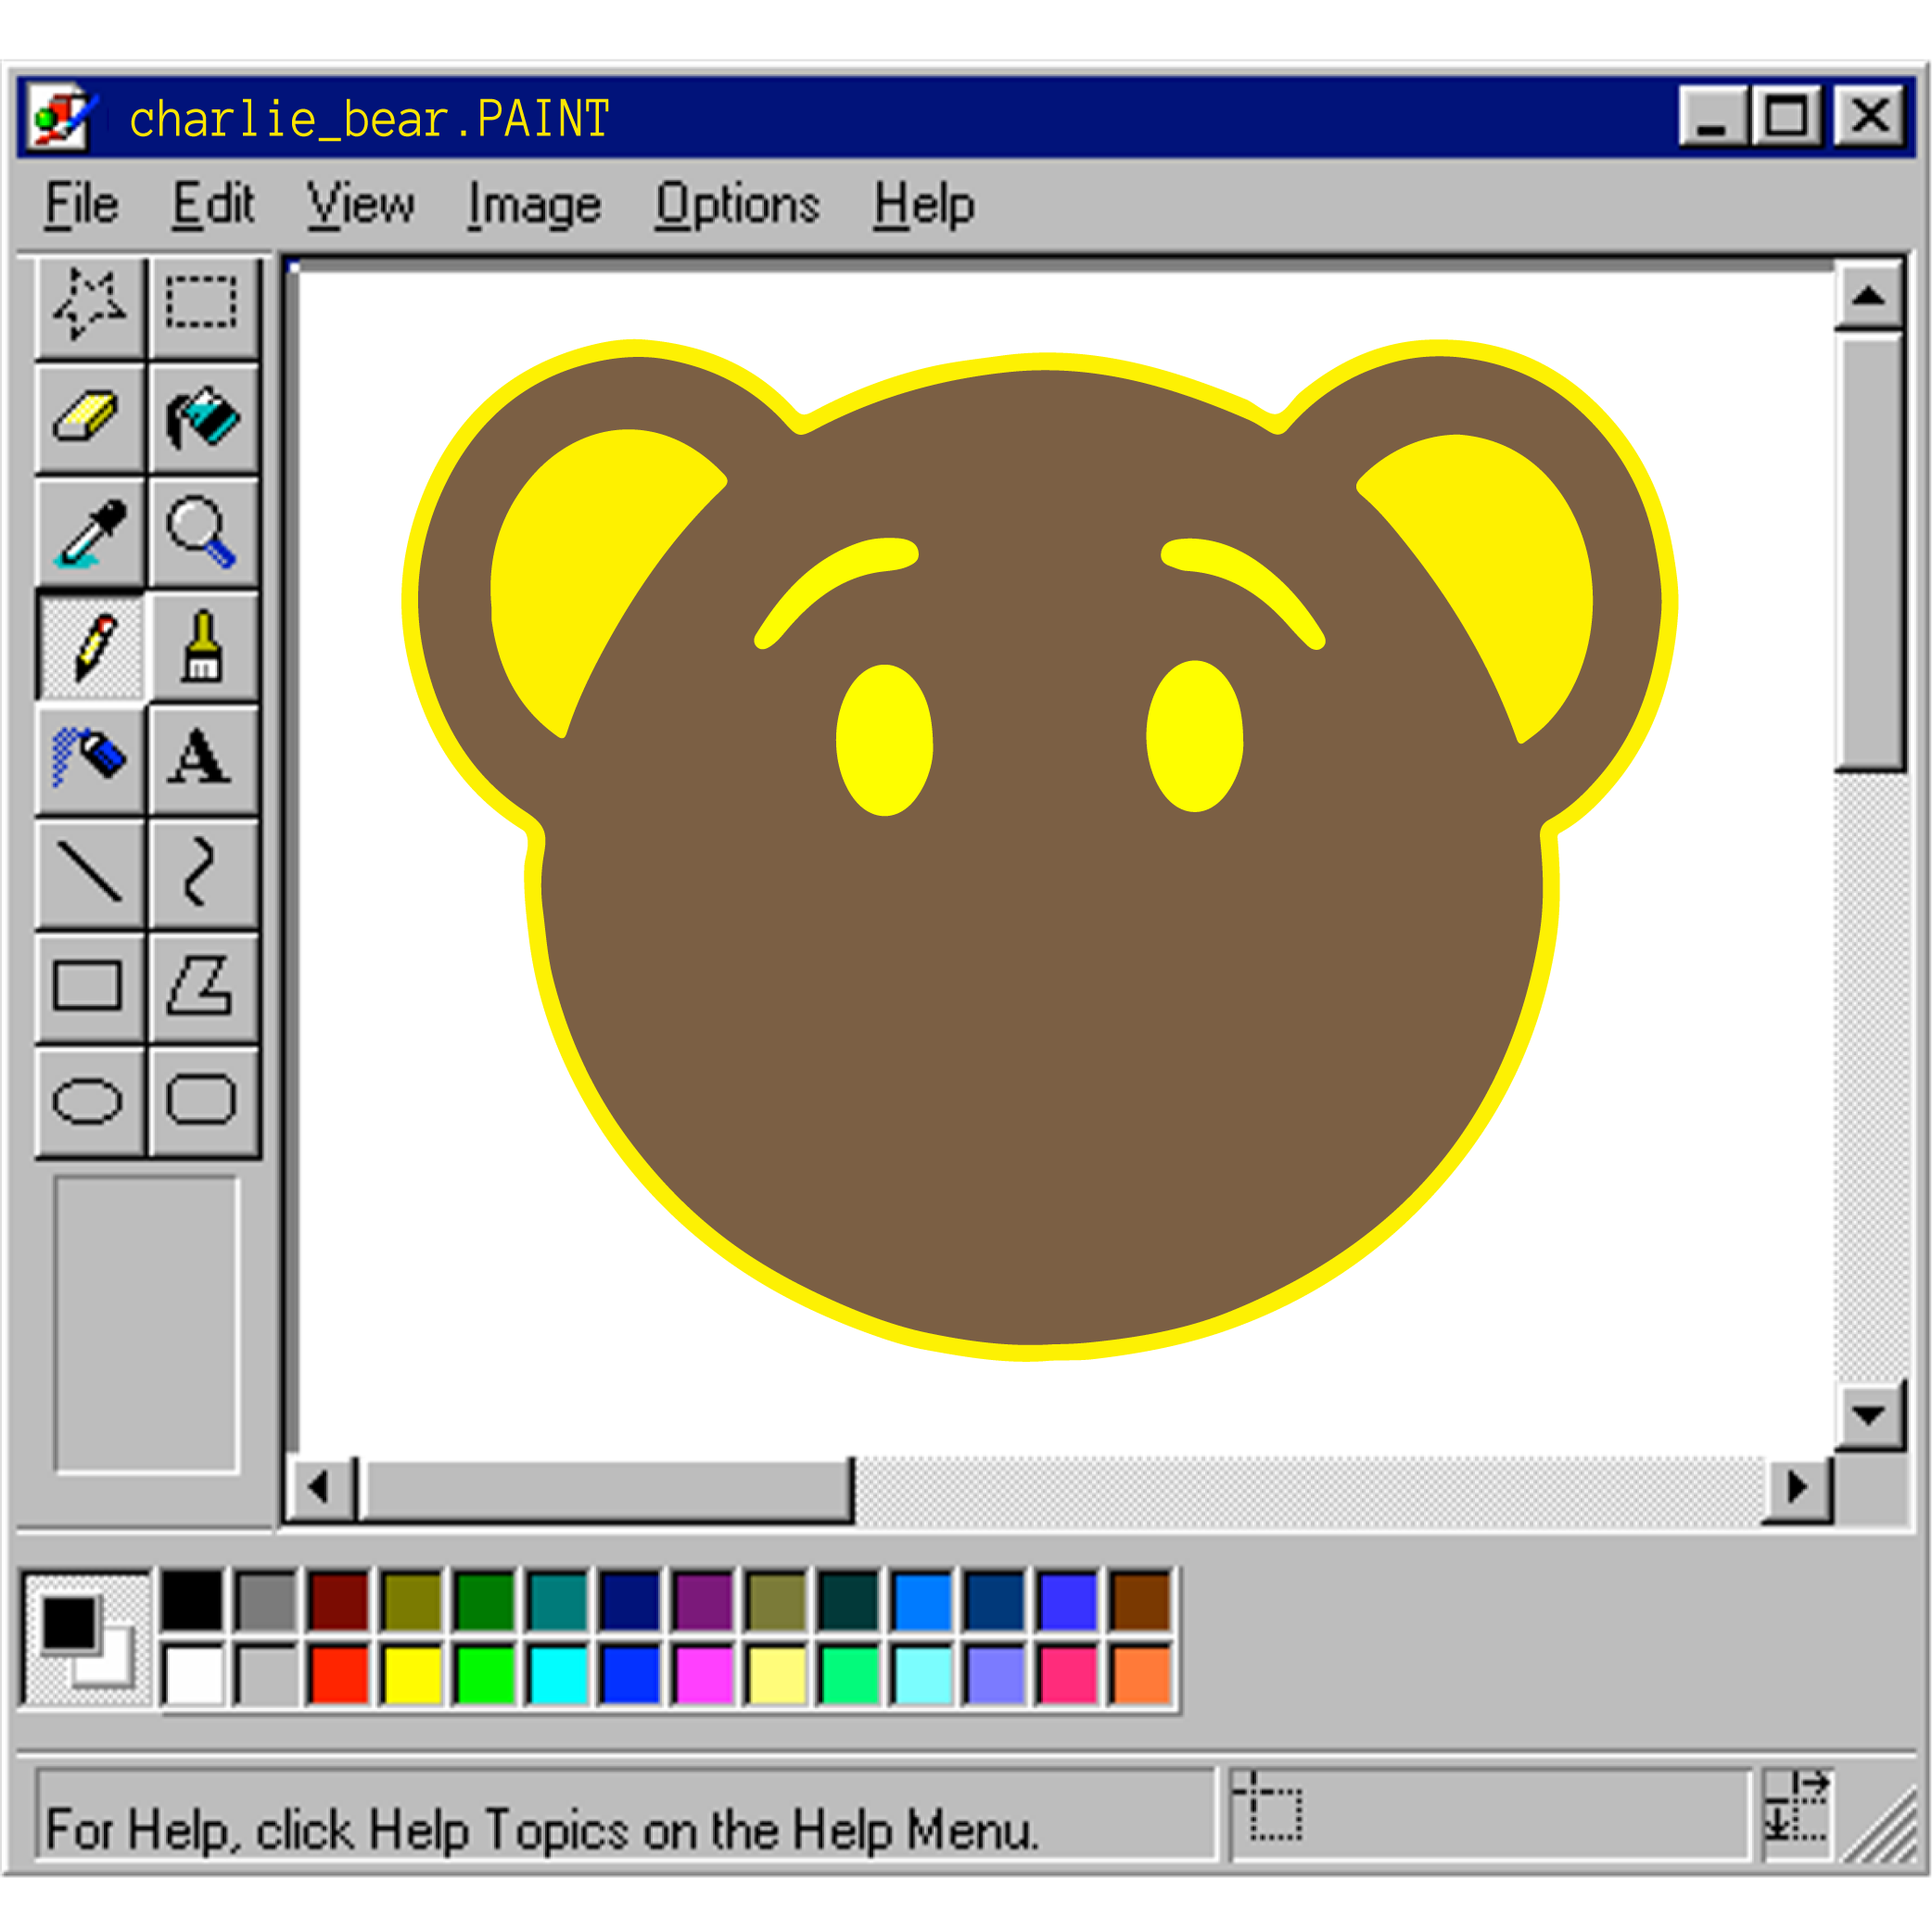 charlie_bear.PAINT
File Edit View Image Options Help
A
For Help, click Help Topics on the Help Menu.